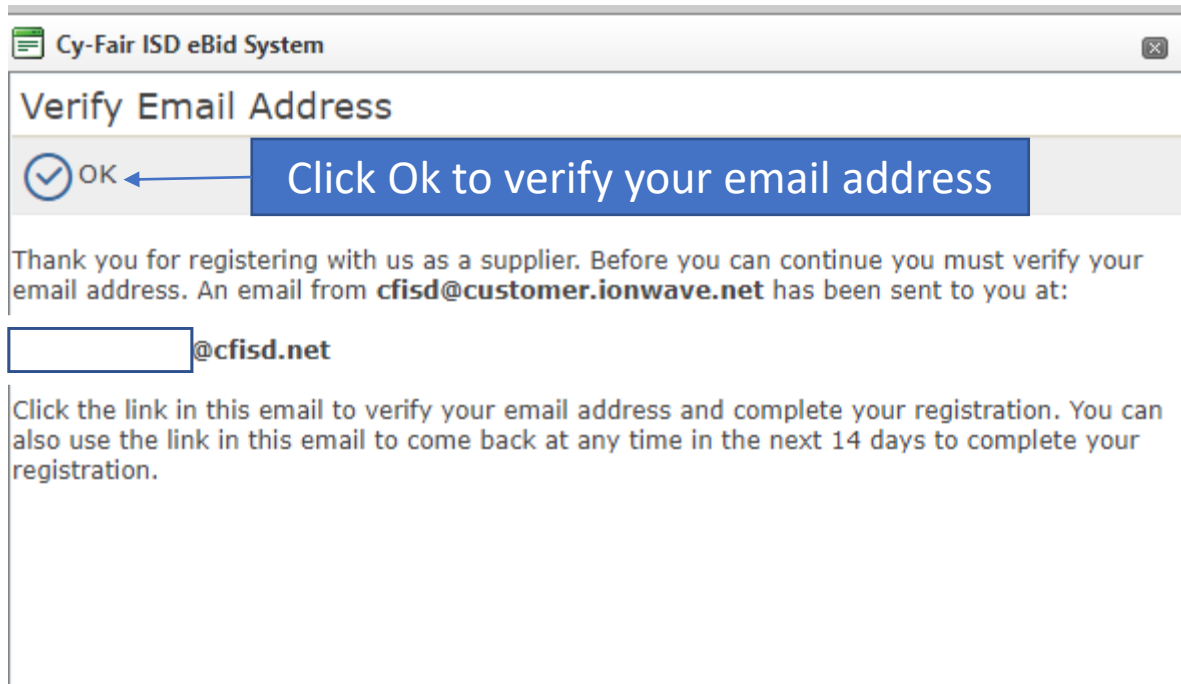 Cy-Fair ISD eBid System
Verify Email Address
OK
Click Ok to verify your email address
Thank you for registering with us as a supplier. Before you can continue you must verify your
email address. An email from cfisd@customer.ionwave.net has been sent to you at:
@cfisd.net
Click the link in this email to verify your email address and complete your registration. You can
also use the link in this email to come back at any time in the next 14 days to complete your
registration.